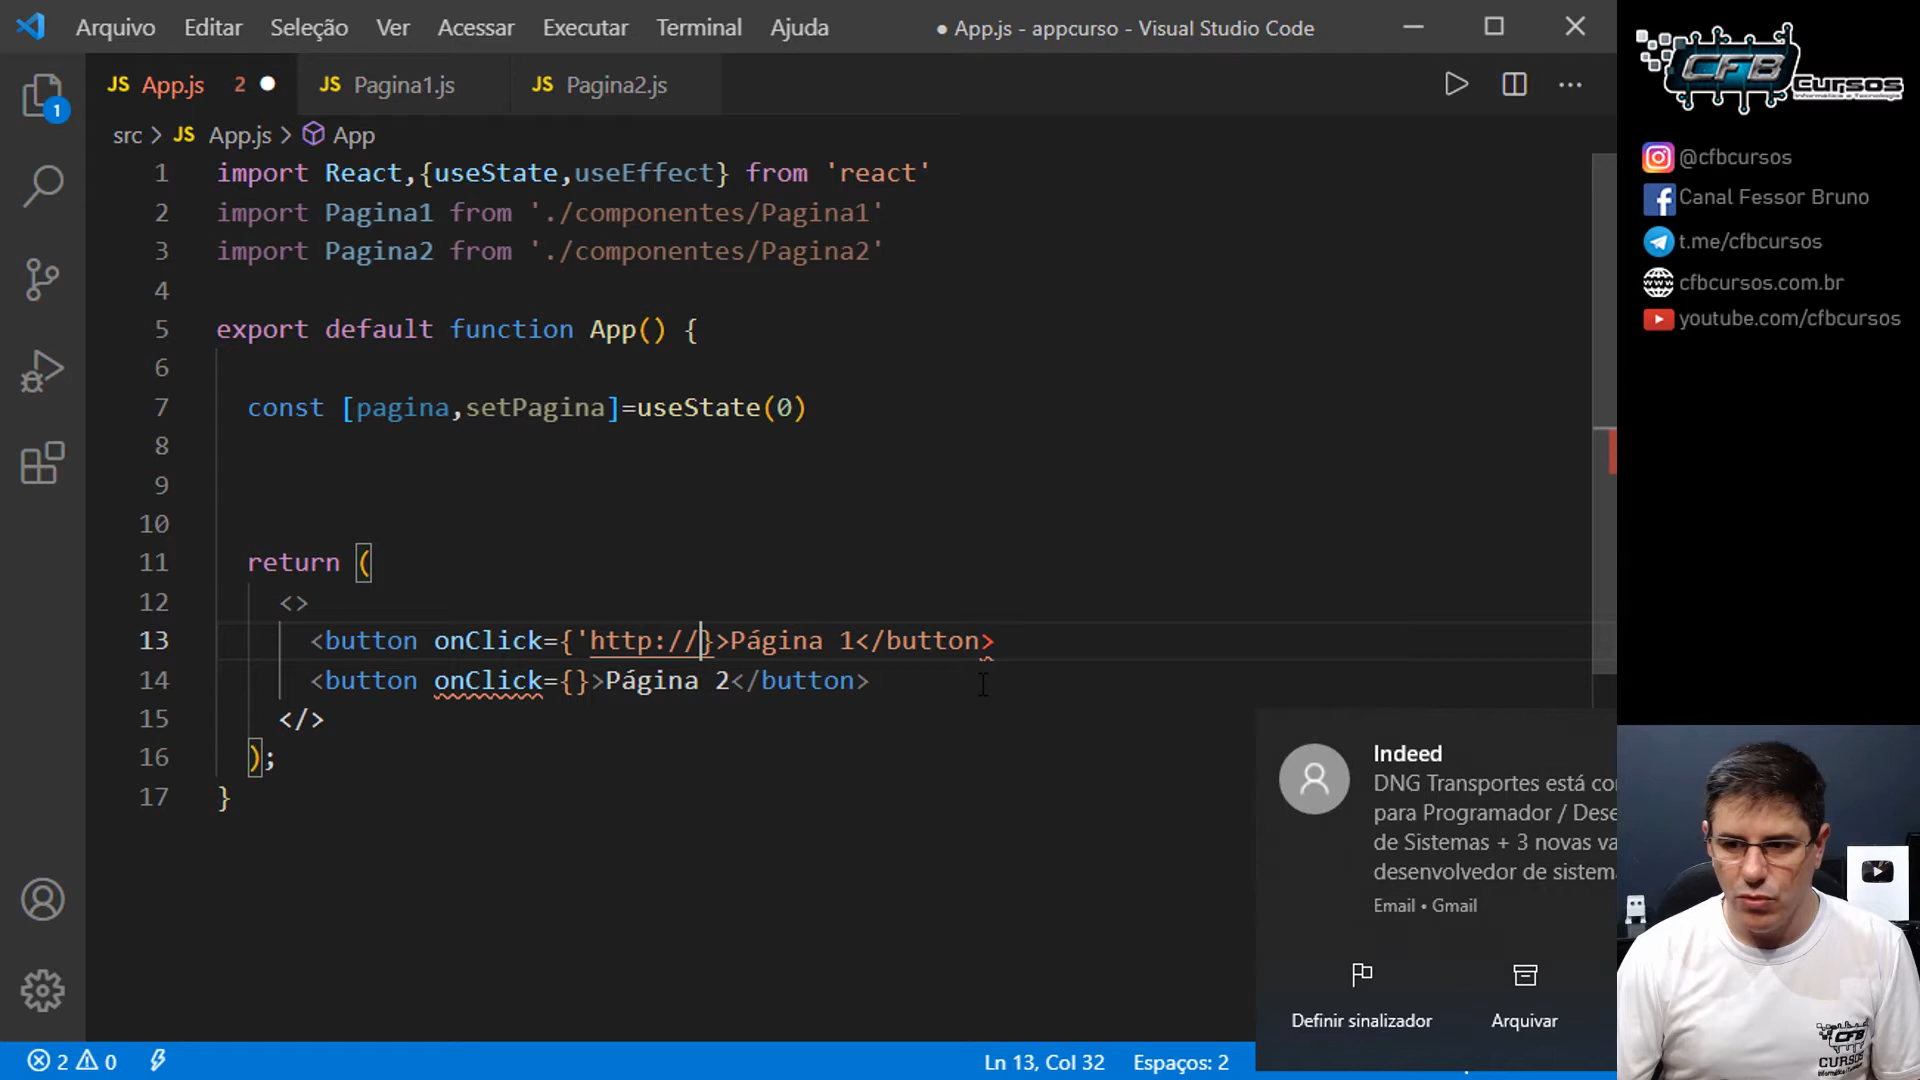 Arquivo Editar Seleção Ver Acessar Executar Terminal Ajuda
● App.js - appcurso - Visual Studio Code
JS App.js 2
JS Pagina1.js
JS Pagina2.js
src > JS App.js > App
1 import React,{useState,useEffect} from 'react'
2 import Pagina1 from './componentes/Pagina1'
3 import Pagina2 from './componentes/Pagina2'
4
5 export default function App() {
6
7 const [pagina,setPagina]=useState(0)
8
9
10
11 return (
12 <>
13 <button onClick={'http://}>Página 1</button>
14 <button onClick={}>Página 2</button>
15 </>
16 );
17 }
1
Indeed
DNG Transportes está co
para Programador / Dese
de Sistemas + 3 novas va
desenvolvedor de sistem
Email • Gmail
Definir sinalizador
Arquivar
2 0
Ln 13, Col 32
Espaços: 2
CFB Cursos
@cfbcursos
Canal Fessor Bruno
t.me/cfbcursos
cfbcursos.com.br
youtube.com/cfbcursos
CFB
CURSOS